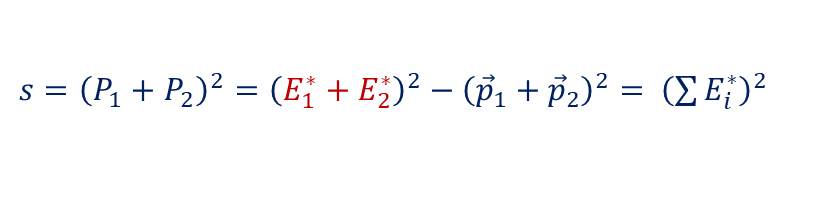 s = (P₁ + P₂)² = (E₁* + E₂*)² − (p⃗₁ + p⃗₂)² = (∑ Eᵢ*)²